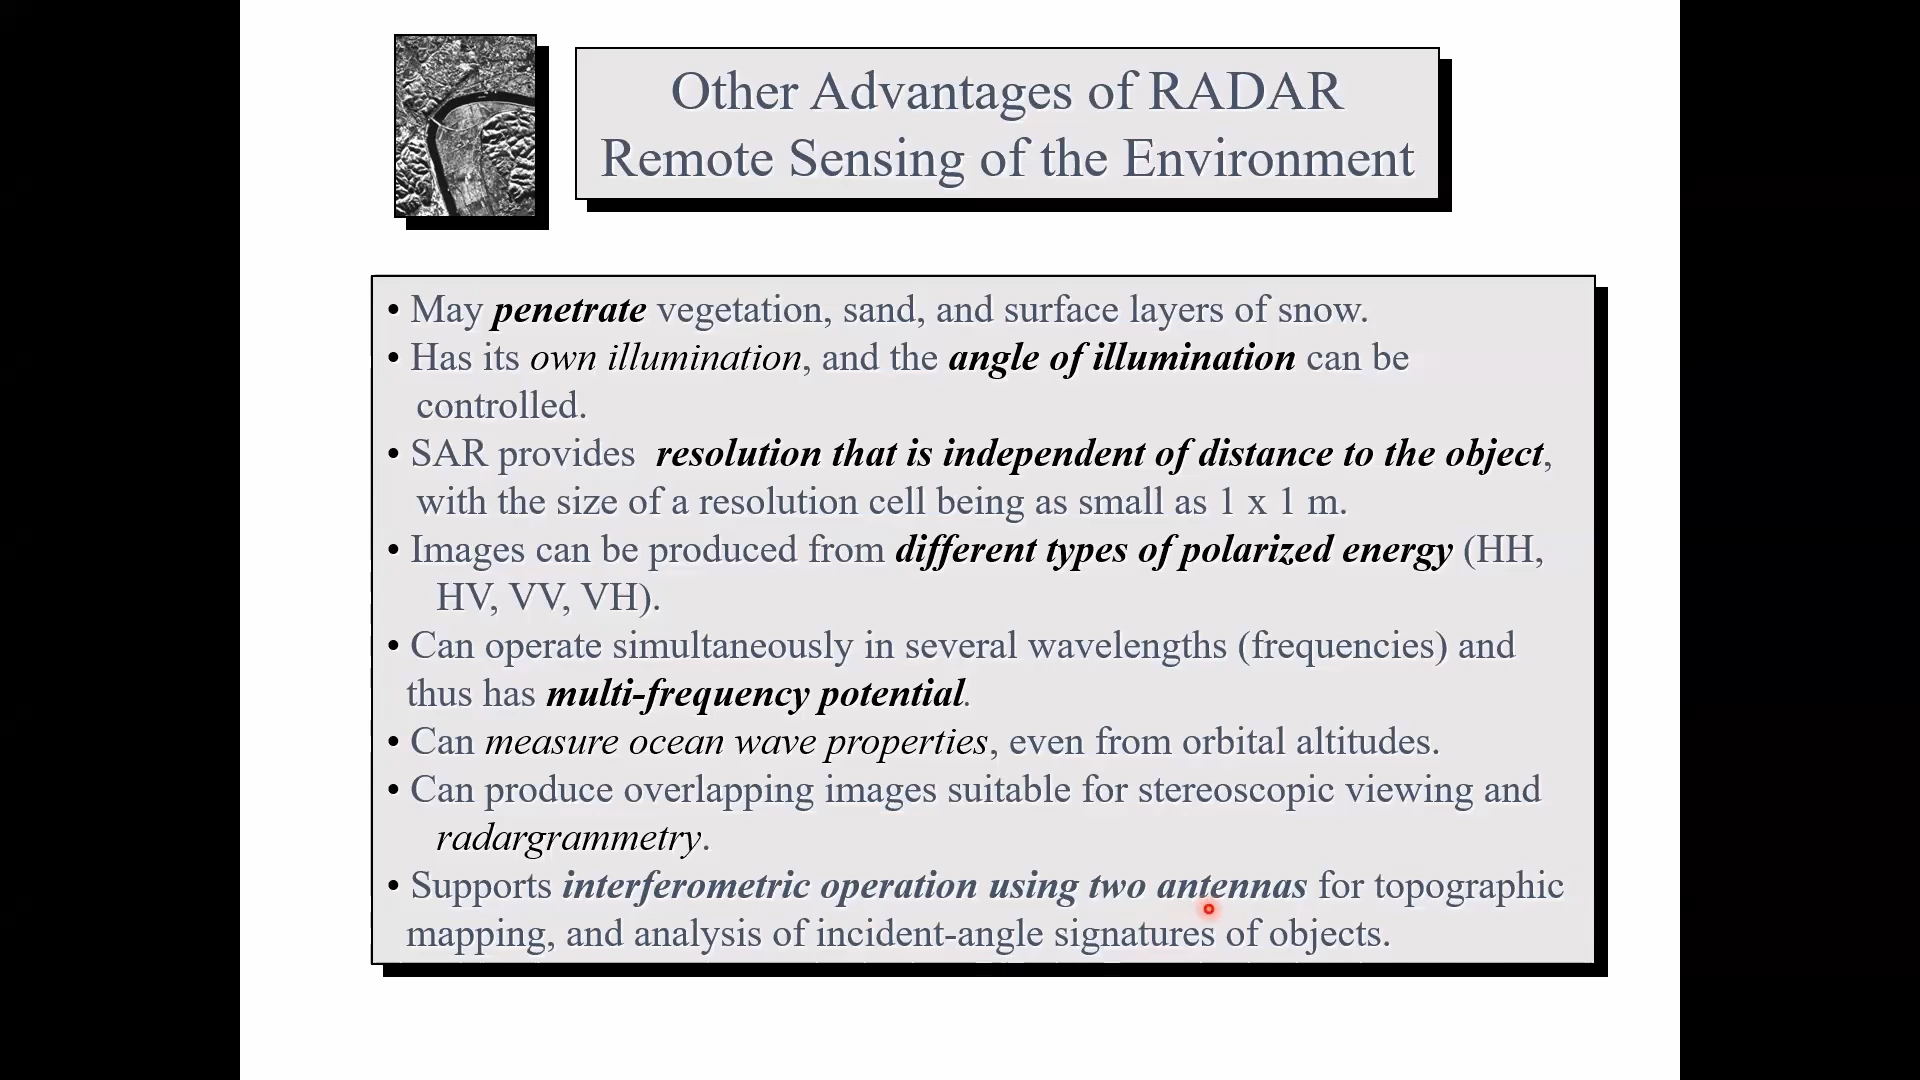 Other Advantages of RADAR
Remote Sensing of the Environment
• May penetrate vegetation, sand, and surface layers of snow.
• Has its own illumination, and the angle of illumination can be
controlled.
• SAR provides resolution that is independent of distance to the object,
with the size of a resolution cell being as small as 1 x 1 m.
• Images can be produced from different types of polarized energy (HH,
HV, VV, VH).
• Can operate simultaneously in several wavelengths (frequencies) and
thus has multi-frequency potential.
• Can measure ocean wave properties, even from orbital altitudes.
• Can produce overlapping images suitable for stereoscopic viewing and
radargrammetry.
• Supports interferometric operation using two antennas for topographic
mapping, and analysis of incident-angle signatures of objects.